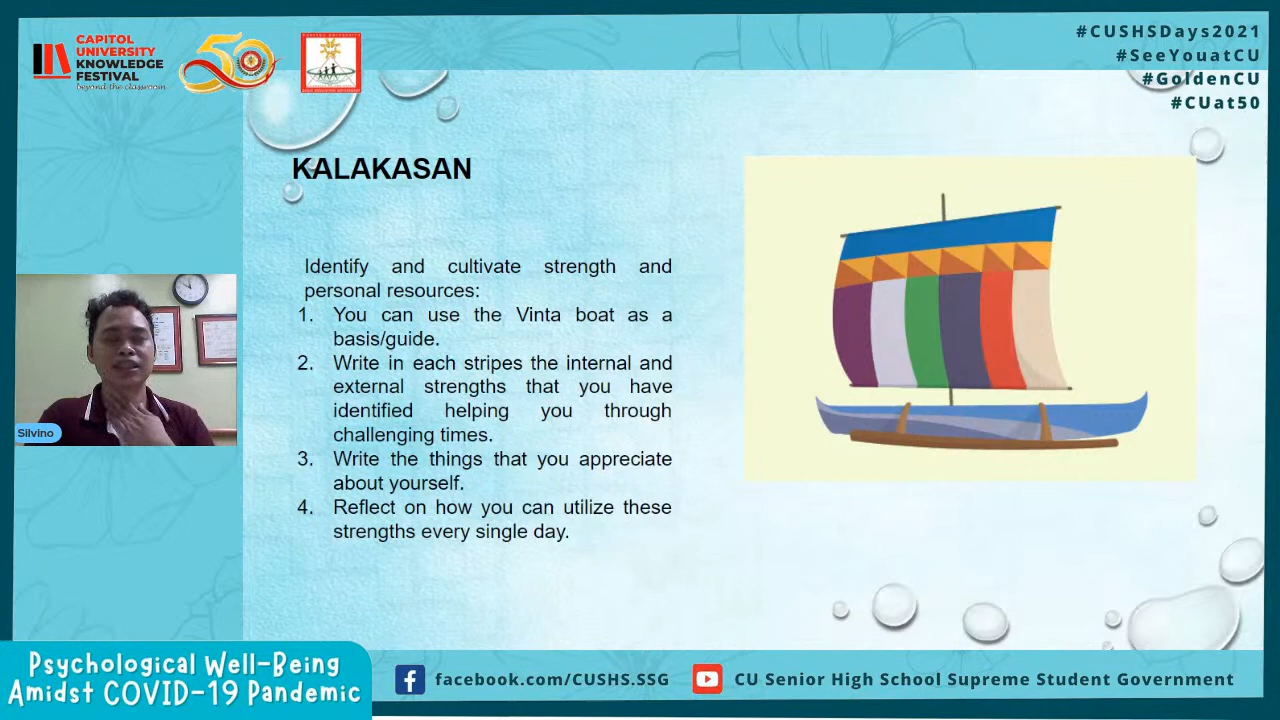 CAPITOL
UNIVERSITY
KNOWLEDGE
FESTIVAL
beyond the classroom
50
#CUSHSDays2021
#SeeYouatCU
#GoldenCU
#CUat50
KALAKASAN
Identify and cultivate strength and
personal resources:
1. You can use the Vinta boat as a
basis/guide.
2. Write in each stripes the internal and
external strengths that you have
identified helping you through
challenging times.
3. Write the things that you appreciate
about yourself.
4. Reflect on how you can utilize these
strengths every single day.
Silvino
Psychological Well-Being
Amidst COVID-19 Pandemic
facebook.com/CUSHS.SSG
CU Senior High School Supreme Student Government